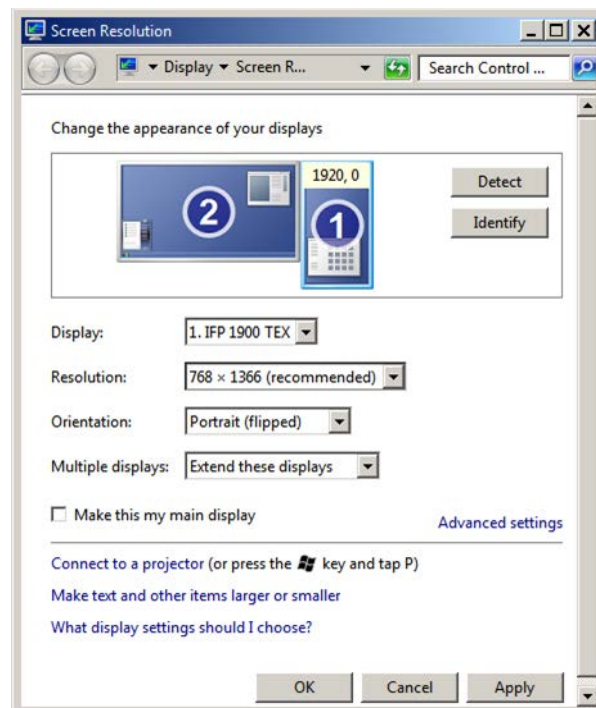 Screen Resolution
Display Screen R... Search Control ...
Change the appearance of your displays
2
1920, 0
1
Detect
Identify
Display: 1. IFP 1900 TEX
Resolution: 768 × 1366 (recommended)
Orientation: Portrait (flipped)
Multiple displays: Extend these displays
Make this my main display
Advanced settings
Connect to a projector (or press the key and tap P)
Make text and other items larger or smaller
What display settings should I choose?
OK Cancel Apply